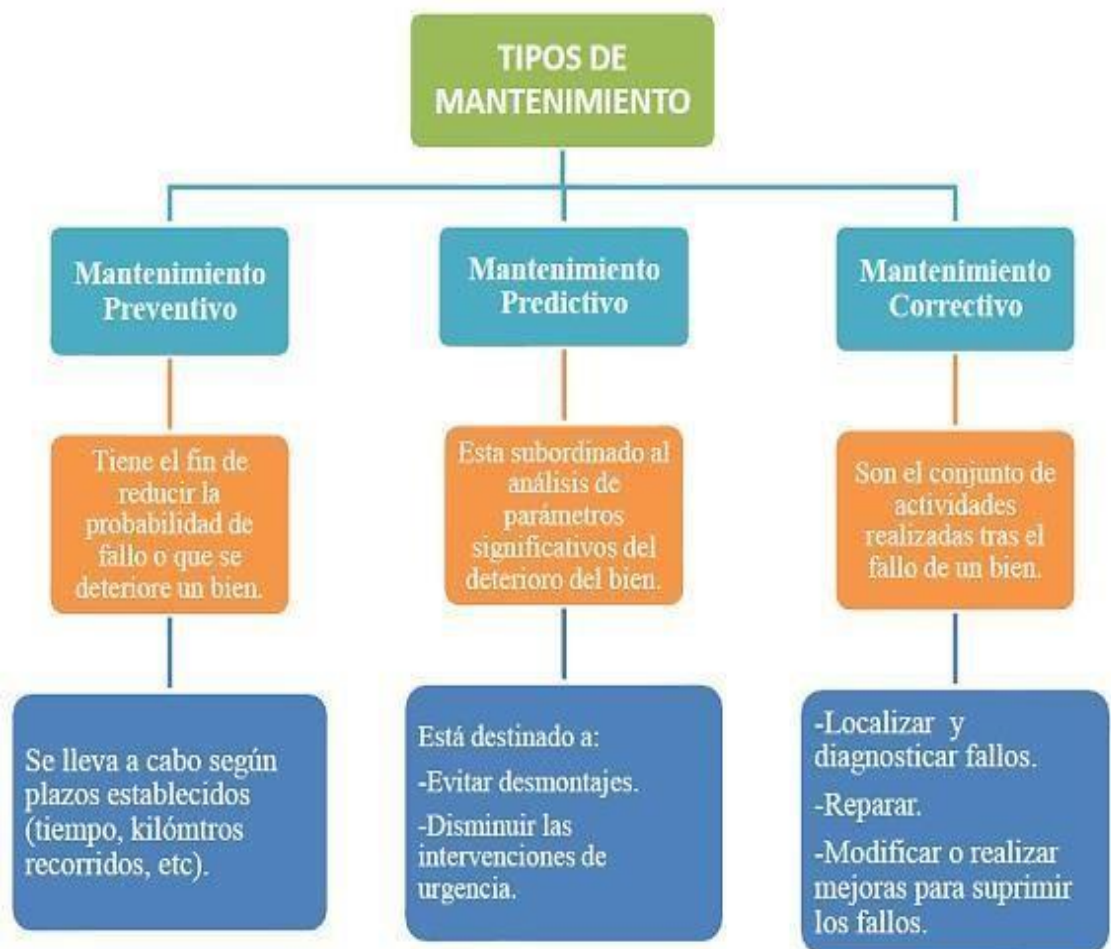 TIPOS DE
MANTENIMIENTO
Mantenimiento
Preventivo
Mantenimiento
Predictivo
Mantenimiento
Correctivo
Tiene el fin de
reducir la
probabilidad de
fallo o que se
deteriore un bien.
Esta subordinado al
análisis de
parámetros
significativos del
deterioro del bien.
Son el conjunto de
actividades
realizadas tras el
fallo de un bien.
Se lleva a cabo según
plazos establecidos
(tiempo, kilómtros
recorridos, etc).
Está destinado a:
-Evitar desmontajes.
-Disminuir las
intervenciones de
urgencia.
-Localizar y
diagnosticar fallos.
-Reparar.
-Modificar o realizar
mejoras para suprimir
los fallos.